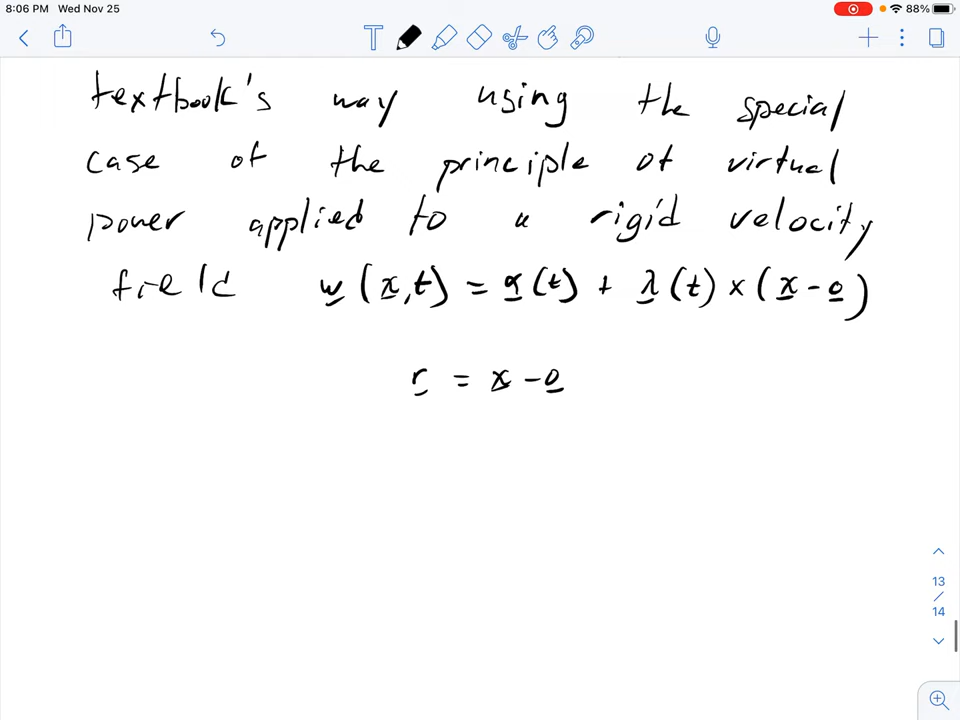 8:06 PM Wed Nov 25 88%
T
textbook's way using the special
case of the principle of virtual
power applied to a rigid velocity
field w(x,t) = α(t) + λ(t) × (x-o)
r = x-o
13
/
14